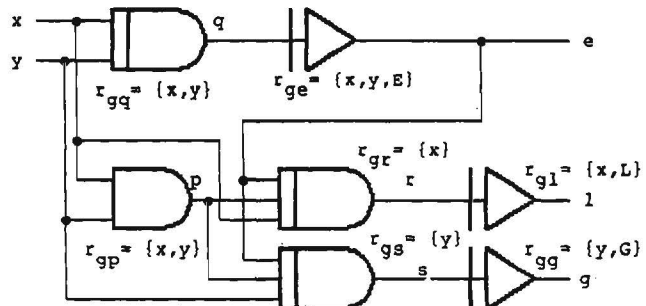 x
q
y
e
r_ge = {x,y,E}
r_gq = {x,y}
r_gr = {x}
p
r
r_gl = {x,L}
l
r_gp = {x,y}
r_gs = {y}
r_gg = {y,G}
s
g